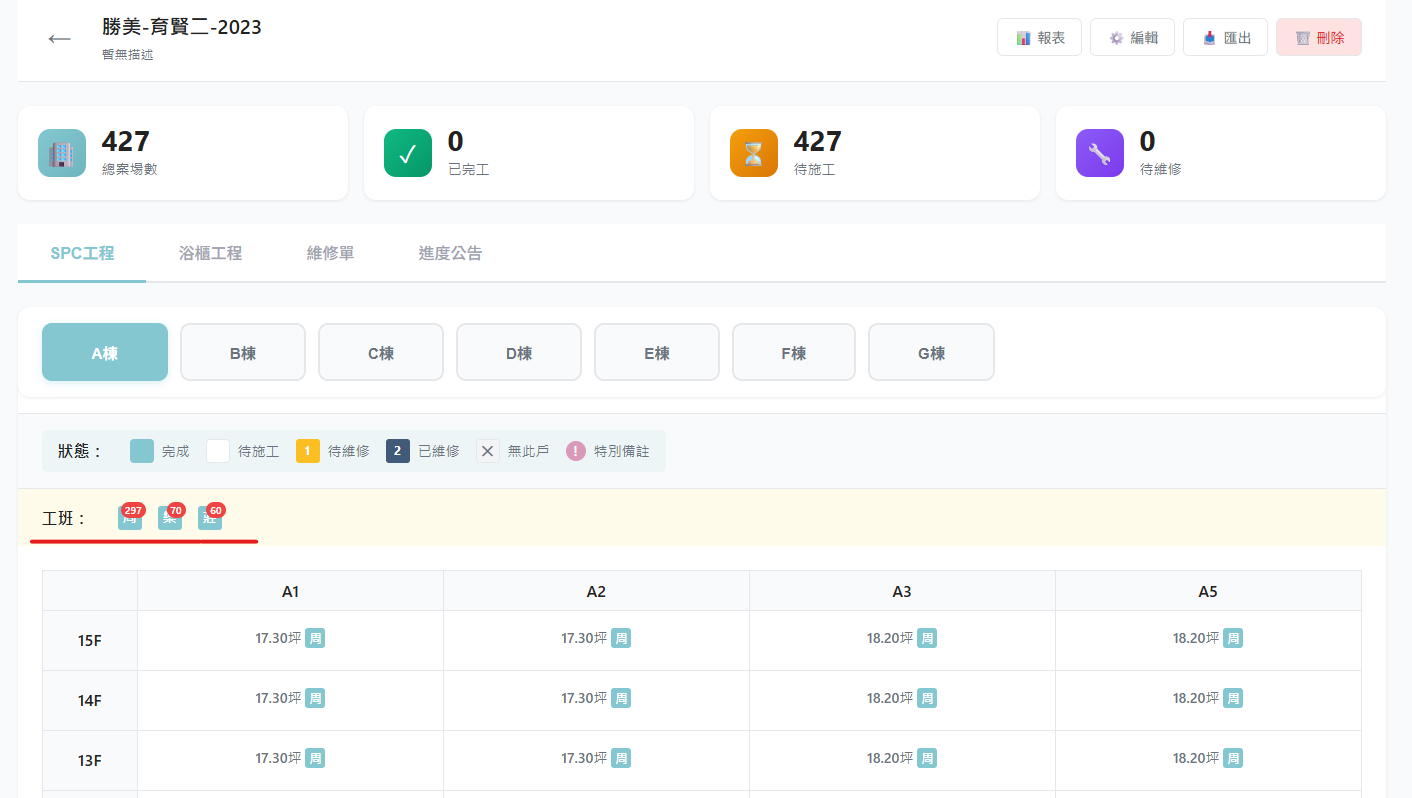 勝美-育賢二-2023
暫無描述
報表 編輯 匯出 刪除
427
總案場數
0
已完工
427
待施工
0
待維修
SPC工程 浴櫃工程 維修單 進度公告
A棟 B棟 C棟 D棟 E棟 F棟 G棟
狀態： 完成 待施工 1 待維修 2 已維修 無此戶 ! 特別備註
工班： 297 70 60
A1 A2 A3 A5
15F 17.30坪 周 17.30坪 周 18.20坪 周 18.20坪 周
14F 17.30坪 周 17.30坪 周 18.20坪 周 18.20坪 周
13F 17.30坪 周 17.30坪 周 18.20坪 周 18.20坪 周